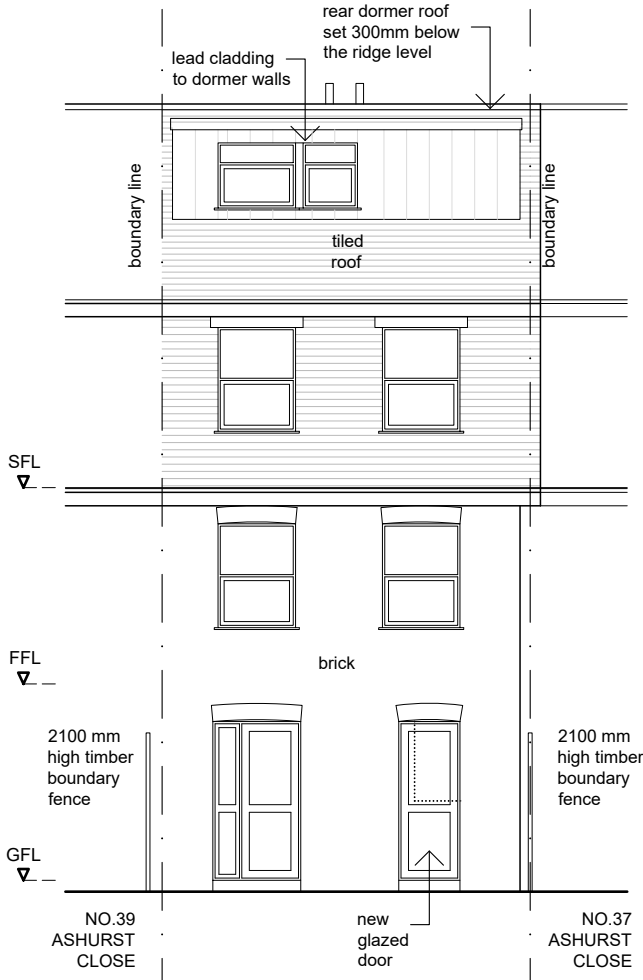 rear dormer roof
set 300mm below
the ridge level
lead cladding
to dormer walls
boundary line
boundary line
tiled
roof
SFL
FFL
brick
2100 mm
high timber
boundary
fence
2100 mm
high timber
boundary
fence
GFL
NO.39
ASHURST
CLOSE
new
glazed
door
NO.37
ASHURST
CLOSE